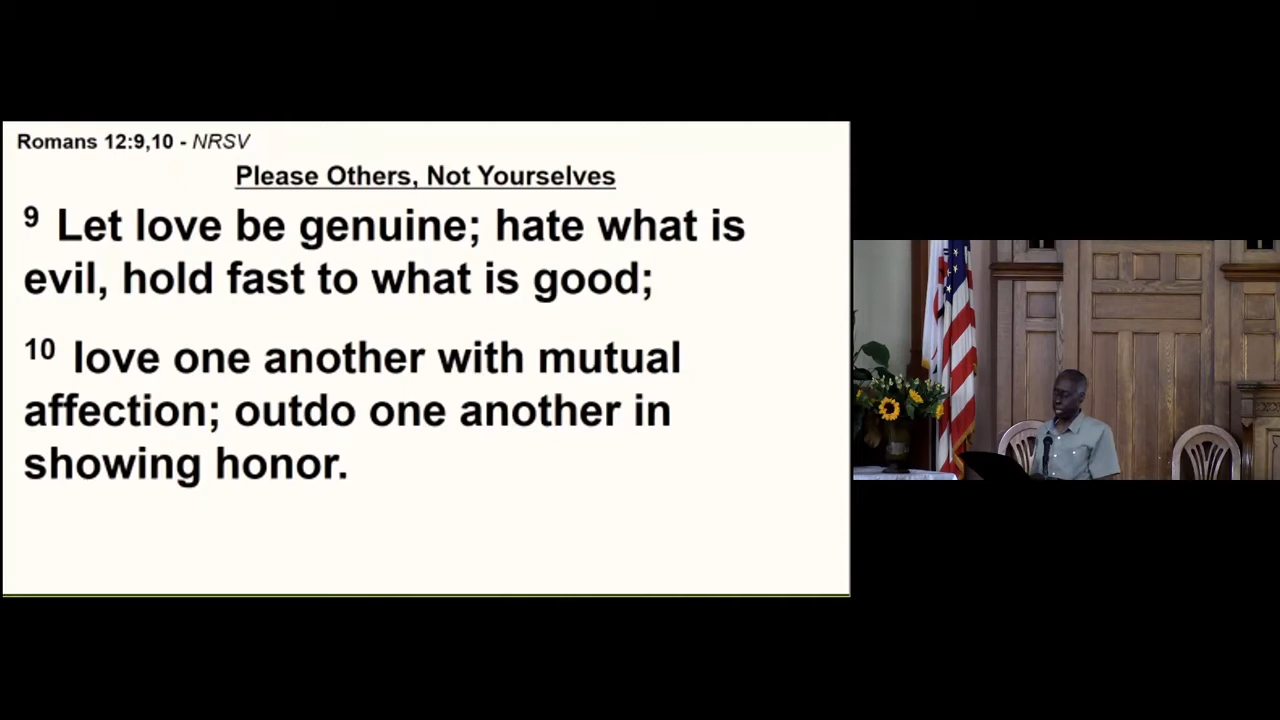 Romans 12:9,10 - NRSV
Please Others, Not Yourselves
9 Let love be genuine; hate what is
evil, hold fast to what is good;
10 love one another with mutual
affection; outdo one another in
showing honor.